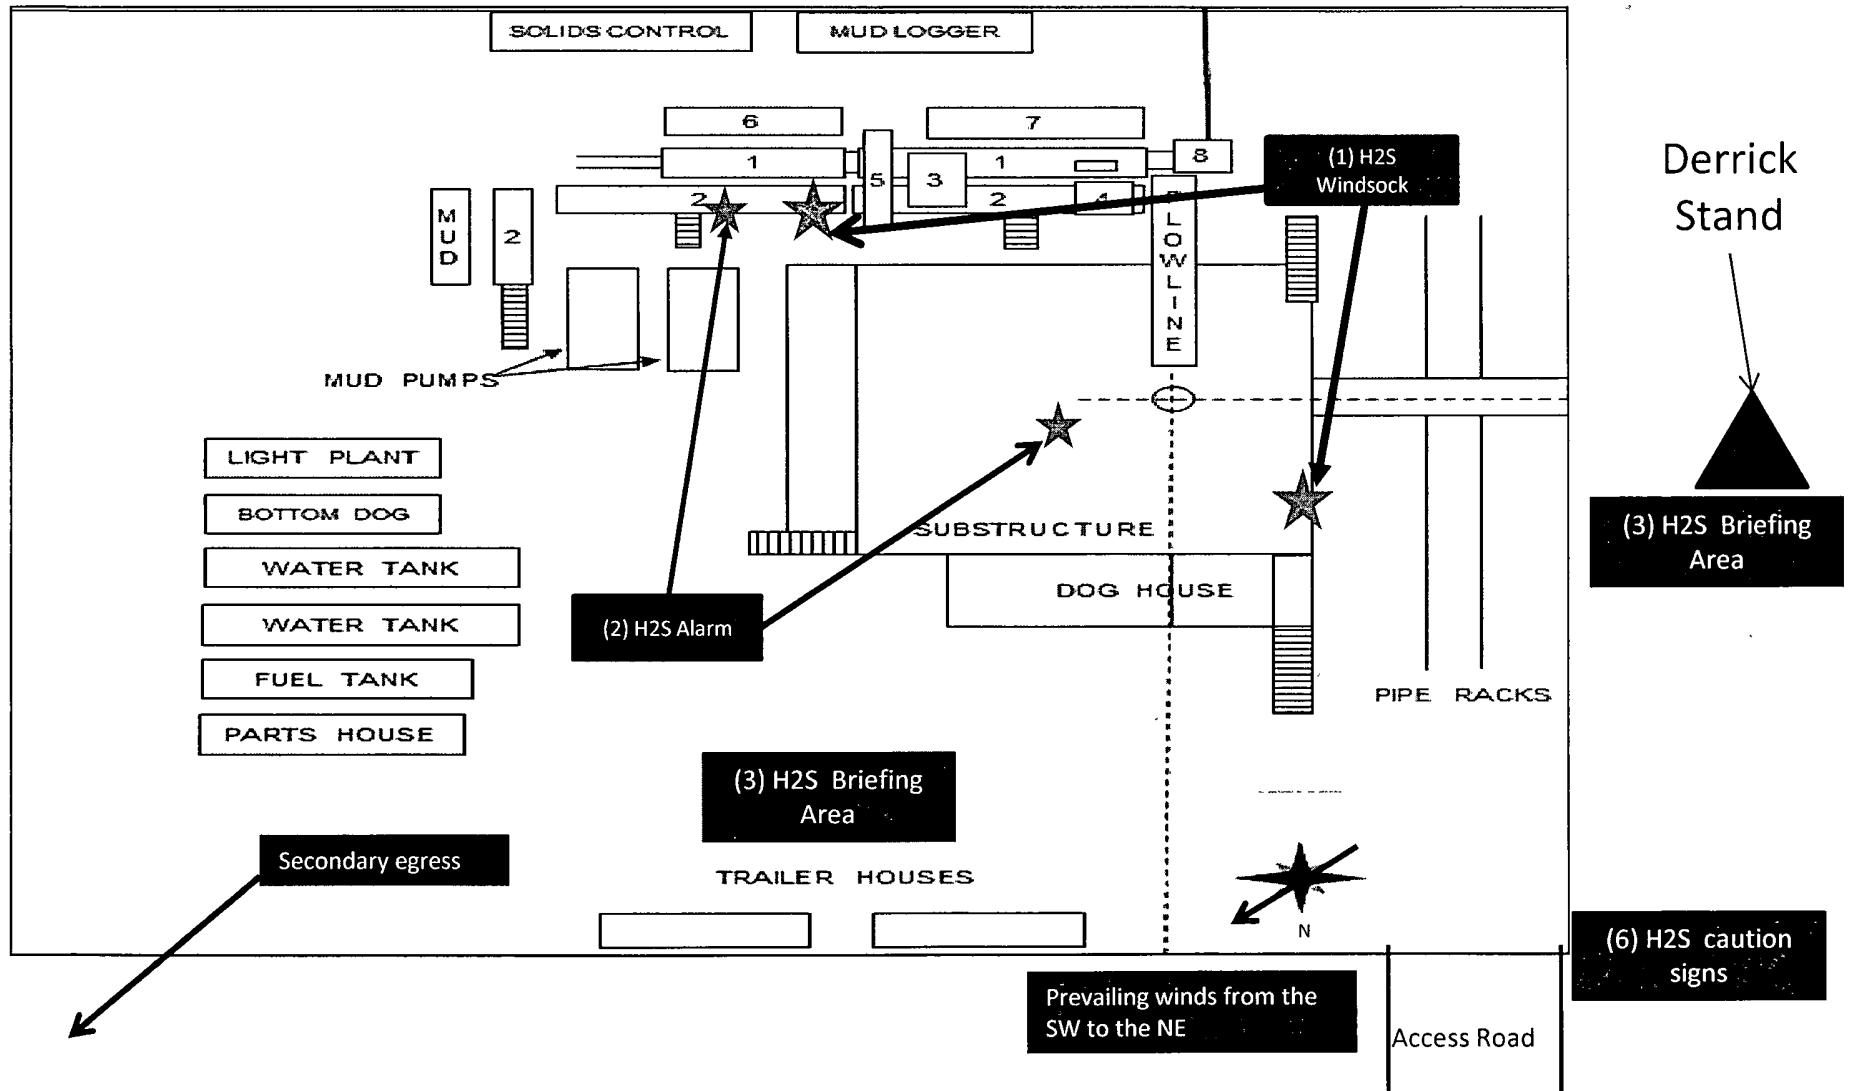 SOLIDS CONTROL
MUD LOGGER
6
7
1
1
8
5
3
2
2
4
(1) H2S
Windsock
Derrick
Stand
MUD
2
FLOWLINE
MUD PUMPS
LIGHT PLANT
BOTTOM DOG
WATER TANK
WATER TANK
FUEL TANK
PARTS HOUSE
SUBSTRUCTURE
DOG HOUSE
(2) H2S Alarm
(3) H2S Briefing
Area
PIPE RACKS
(3) H2S Briefing
Area
Secondary egress
TRAILER HOUSES
N
(6) H2S caution
signs
Prevailing winds from the
SW to the NE
Access Road